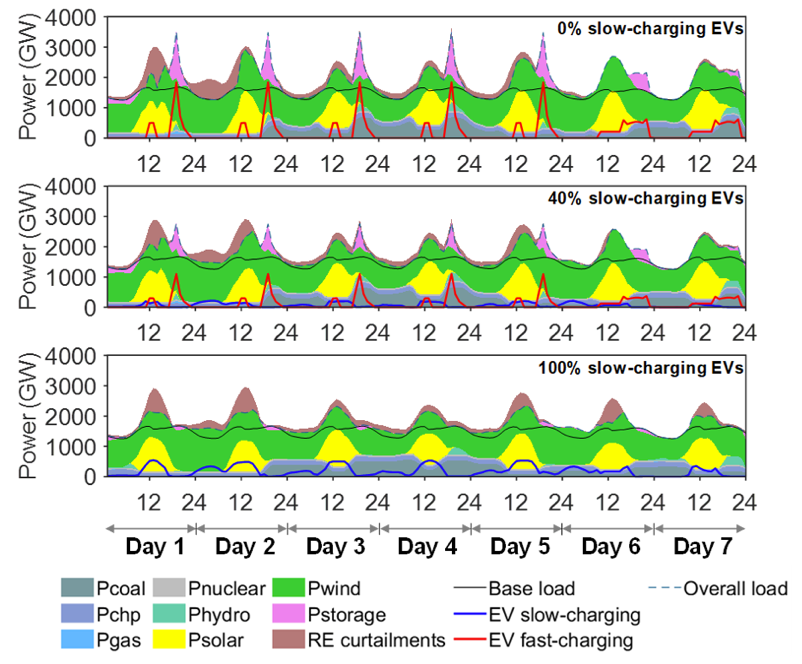 0% slow-charging EVs
Power (GW)
4000
3000
2000
1000
0
12 24 12 24 12 24 12 24 12 24 12 24 12 24
40% slow-charging EVs
Power (GW)
4000
3000
2000
1000
0
12 24 12 24 12 24 12 24 12 24 12 24 12 24
100% slow-charging EVs
Power (GW)
4000
3000
2000
1000
0
12 24 12 24 12 24 12 24 12 24 12 24 12 24
Day 1 Day 2 Day 3 Day 4 Day 5 Day 6 Day 7
Pcoal Pnuclear Pwind Base load Overall load
Pchp Phydro Pstorage EV slow-charging
Pgas Psolar RE curtailments EV fast-charging